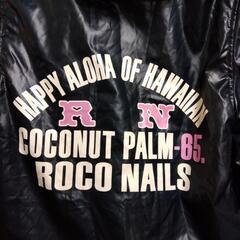 HAPPY ALOHA OF HAWAIIAN
R N
COCONUT PALM-65.
ROCO NAILS